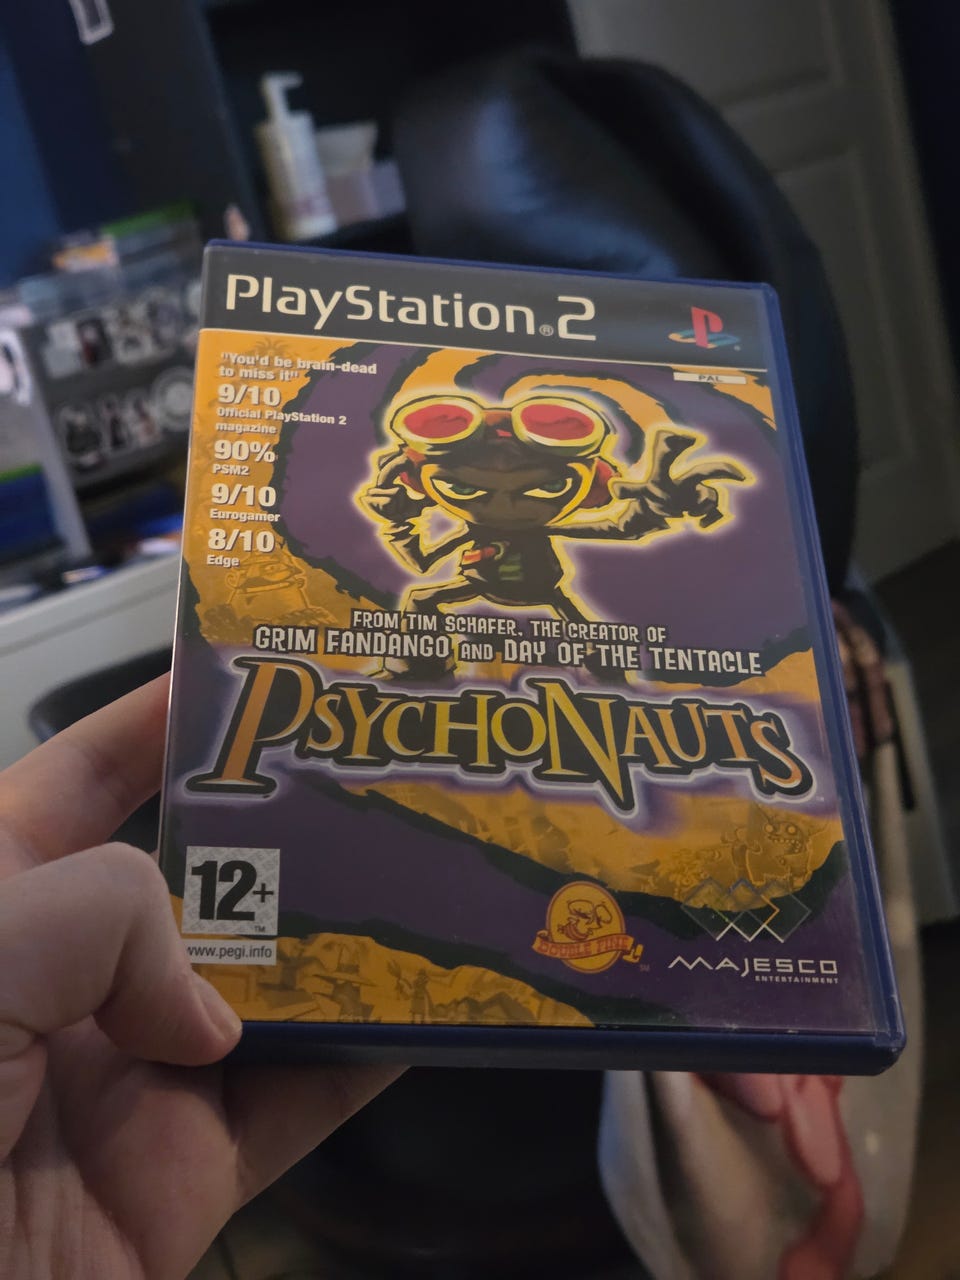 PlayStation®2
PAL
"You'd be brain-dead
to miss it"
9/10
Official PlayStation 2
magazine
90%
PSM2
9/10
Eurogamer
8/10
Edge
FROM TIM SCHAFER, THE CREATOR OF
GRIM FANDANGO AND DAY OF THE TENTACLE
PSYCHONAUTS
12+
TM
www.pegi.info
DOUBLE FINE
SM
MAJESCO
ENTERTAINMENT